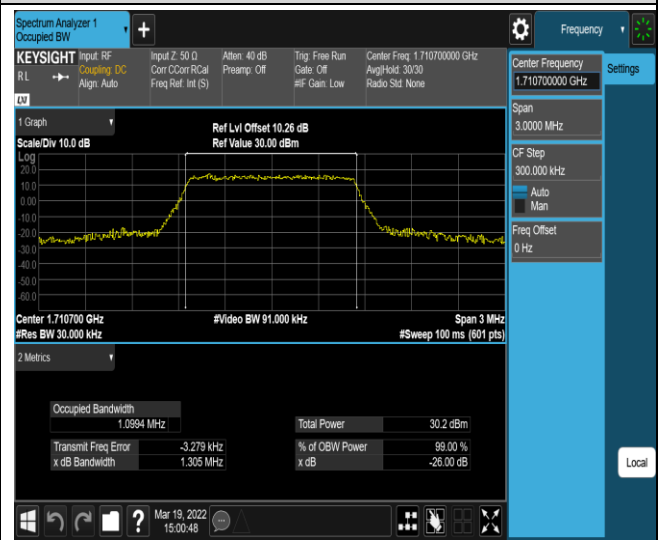 Spectrum Analyzer 1
Occupied BW
Frequency
KEYSIGHT
R L
LXI
Input: RF
Coupling: DC
Align: Auto
Input Z: 50 Ω
Corr CCorr RCal
Freq Ref: Int (S)
Atten: 40 dB
Preamp: Off
Trig: Free Run
Gate: Off
#IF Gain: Low
Center Freq: 1.710700000 GHz
Avg|Hold: 30/30
Radio Std: None
1 Graph
Scale/Div 10.0 dB
Ref Lvl Offset 10.26 dB
Ref Value 30.00 dBm
Log
20.0
10.0
0.00
-10.0
-20.0
-30.0
-40.0
-50.0
-60.0
Center 1.710700 GHz
#Video BW 91.000 kHz
Span 3 MHz
#Res BW 30.000 kHz
#Sweep 100 ms (601 pts)
2 Metrics
Occupied Bandwidth
1.0994 MHz
Total Power 30.2 dBm
Transmit Freq Error -3.279 kHz
% of OBW Power 99.00 %
x dB Bandwidth 1.305 MHz
x dB -26.00 dB
Mar 19, 2022
15:00:48
Center Frequency
1.710700000 GHz
Settings
Span
3.0000 MHz
CF Step
300.000 kHz
Auto
Man
Freq Offset
0 Hz
Local